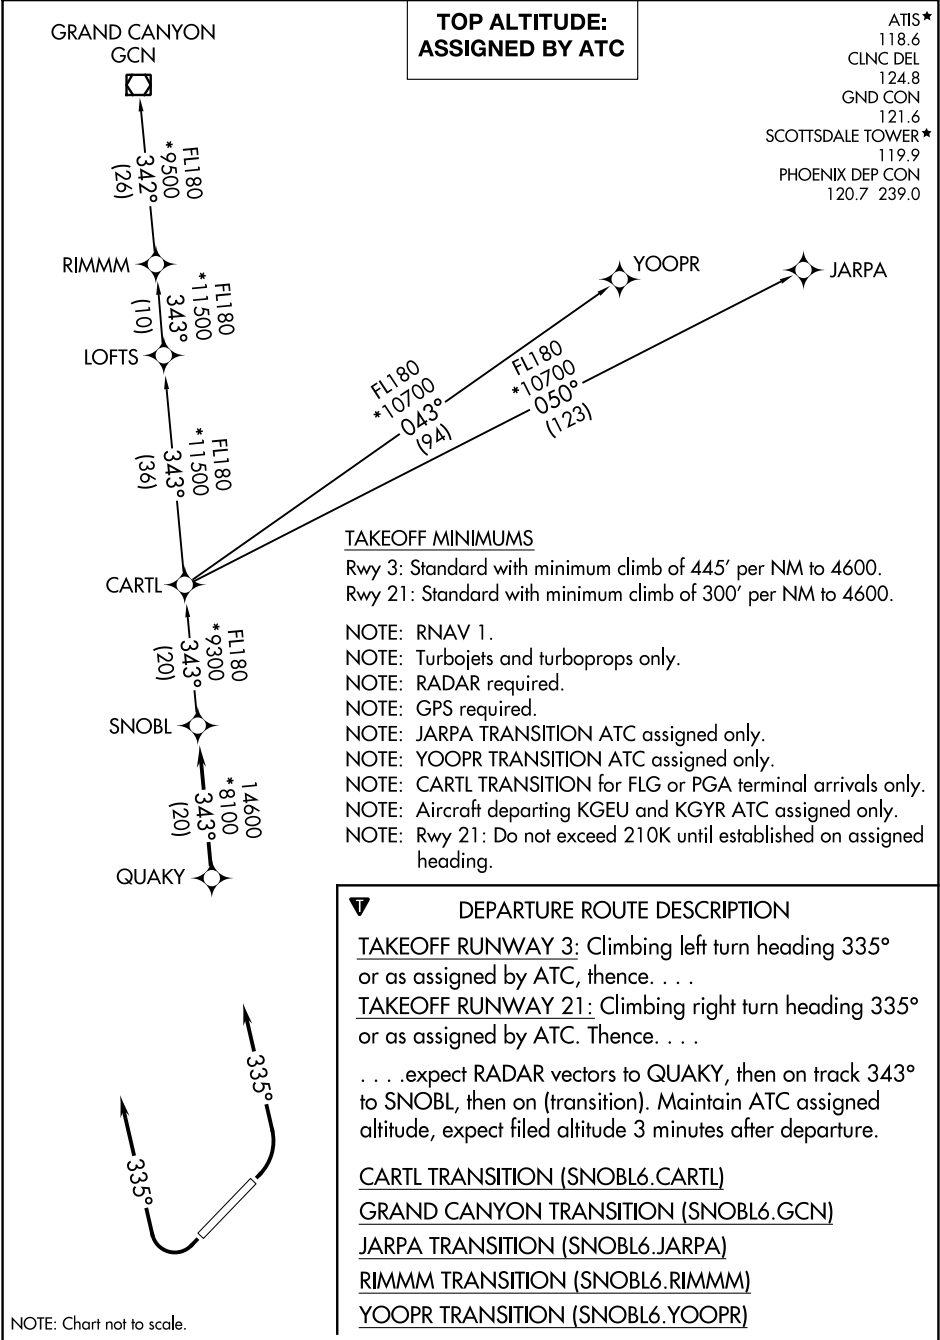 TOP ALTITUDE:
ASSIGNED BY ATC
ATIS★
118.6
CLNC DEL
124.8
GND CON
121.6
SCOTTSDALE TOWER★
119.9
PHOENIX DEP CON
120.7 239.0
GRAND CANYON
GCN
FL180
*9500
342°
(26)
RIMMM
FL180
*11500
343°
(10)
LOFTS
FL180
*11500
343°
(36)
YOOPR
JARPA
FL180
*10700
043°
(94)
FL180
*10700
050°
(123)
CARTL
FL180
*9300
343°
(20)
SNOBL
14600
*8100
343°
(20)
QUAKY
TAKEOFF MINIMUMS
Rwy 3: Standard with minimum climb of 445' per NM to 4600.
Rwy 21: Standard with minimum climb of 300' per NM to 4600.
NOTE: RNAV 1.
NOTE: Turbojets and turboprops only.
NOTE: RADAR required.
NOTE: GPS required.
NOTE: JARPA TRANSITION ATC assigned only.
NOTE: YOOPR TRANSITION ATC assigned only.
NOTE: CARTL TRANSITION for FLG or PGA terminal arrivals only.
NOTE: Aircraft departing KGEU and KGYR ATC assigned only.
NOTE: Rwy 21: Do not exceed 210K until established on assigned
heading.
T
DEPARTURE ROUTE DESCRIPTION
TAKEOFF RUNWAY 3: Climbing left turn heading 335°
or as assigned by ATC, thence. . . .
TAKEOFF RUNWAY 21: Climbing right turn heading 335°
or as assigned by ATC. Thence. . . .
. . . .expect RADAR vectors to QUAKY, then on track 343°
to SNOBL, then on (transition). Maintain ATC assigned
altitude, expect filed altitude 3 minutes after departure.
CARTL TRANSITION (SNOBL6.CARTL)
GRAND CANYON TRANSITION (SNOBL6.GCN)
JARPA TRANSITION (SNOBL6.JARPA)
RIMMM TRANSITION (SNOBL6.RIMMM)
YOOPR TRANSITION (SNOBL6.YOOPR)
335°
335°
NOTE: Chart not to scale.